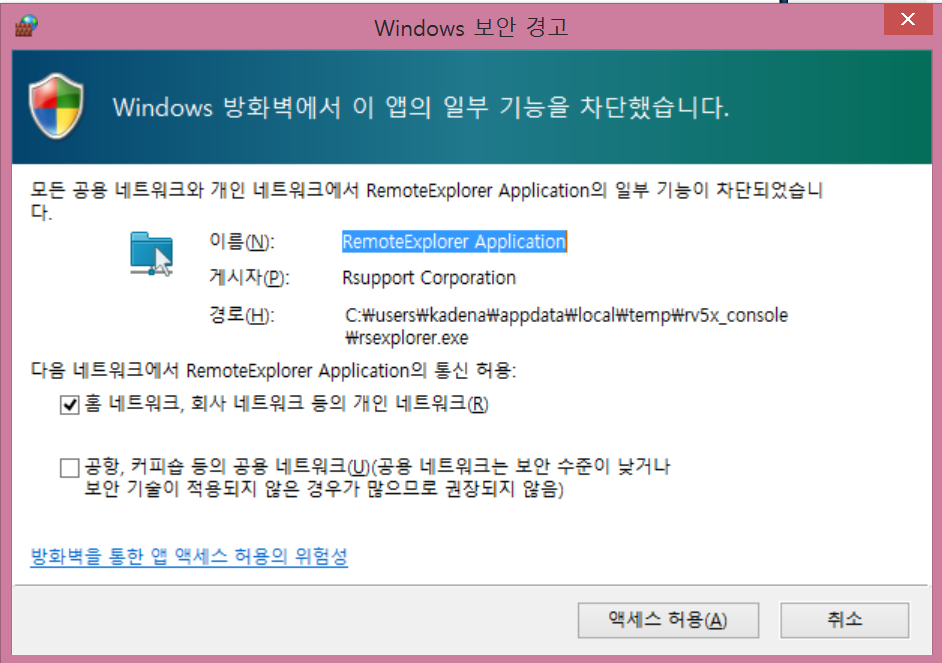 Windows 보안 경고
Windows 방화벽에서 이 앱의 일부 기능을 차단했습니다.
모든 공용 네트워크와 개인 네트워크에서 RemoteExplorer Application의 일부 기능이 차단되었습니
다.
이름(N): RemoteExplorer Application
게시자(P): Rsupport Corporation
경로(H): C:₩users₩kadena₩appdata₩local₩temp₩rv5x_console
₩rsexplorer.exe
다음 네트워크에서 RemoteExplorer Application의 통신 허용:
홈 네트워크, 회사 네트워크 등의 개인 네트워크(R)
공항, 커피숍 등의 공용 네트워크(U)(공용 네트워크는 보안 수준이 낮거나
보안 기술이 적용되지 않은 경우가 많으므로 권장되지 않음)
방화벽을 통한 앱 액세스 허용의 위험성
액세스 허용(A) 취소